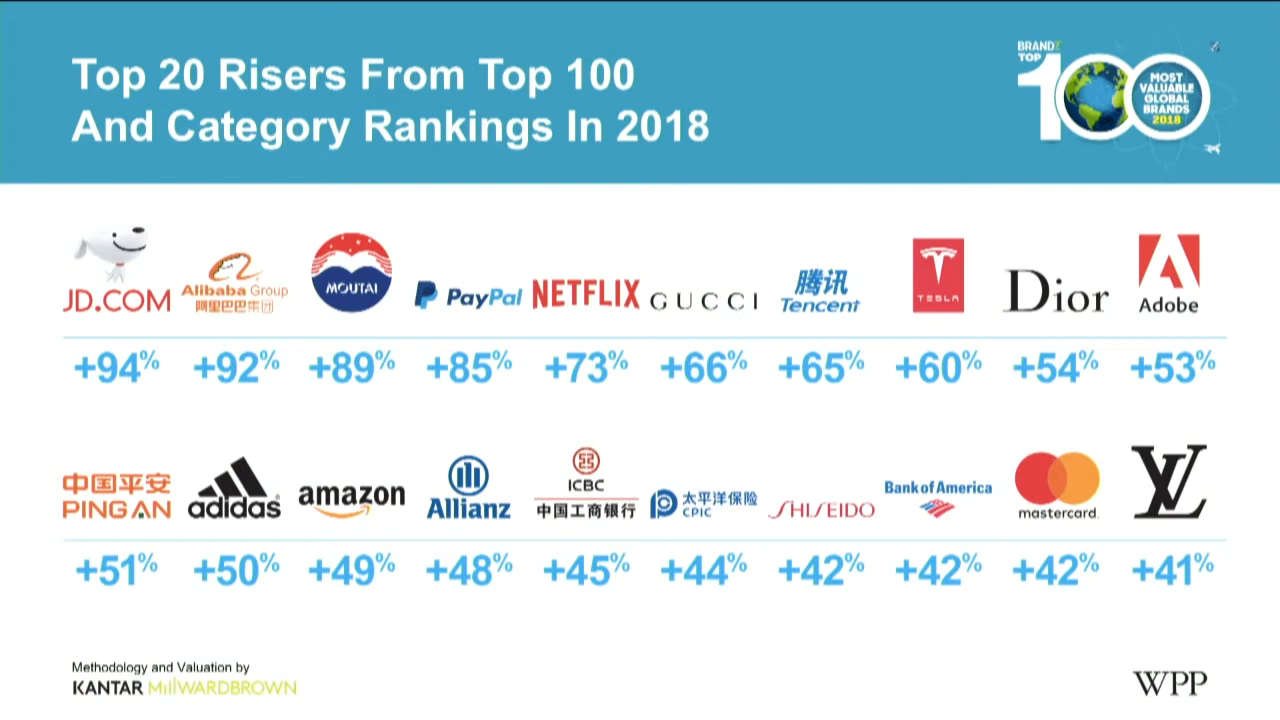 Top 20 Risers From Top 100
And Category Rankings In 2018
BRANDZ
TOP
100
MOST
VALUABLE
GLOBAL
BRANDS
2018
JD.COM
Alibaba Group
阿里巴巴集团
MOUTAI
PayPal
NETFLIX
GUCCI
腾讯
Tencent
TESLA
Dior
Adobe
+94% +92% +89% +85% +73% +66% +65% +60% +54% +53%
中国平安
PING AN
adidas
amazon
Allianz
ICBC
中国工商银行
太平洋保险
CPIC
SHISEIDO
Bank of America
mastercard.
LV
+51% +50% +49% +48% +45% +44% +42% +42% +42% +41%
Methodology and Valuation by
KANTAR MILLWARDBROWN
WPP